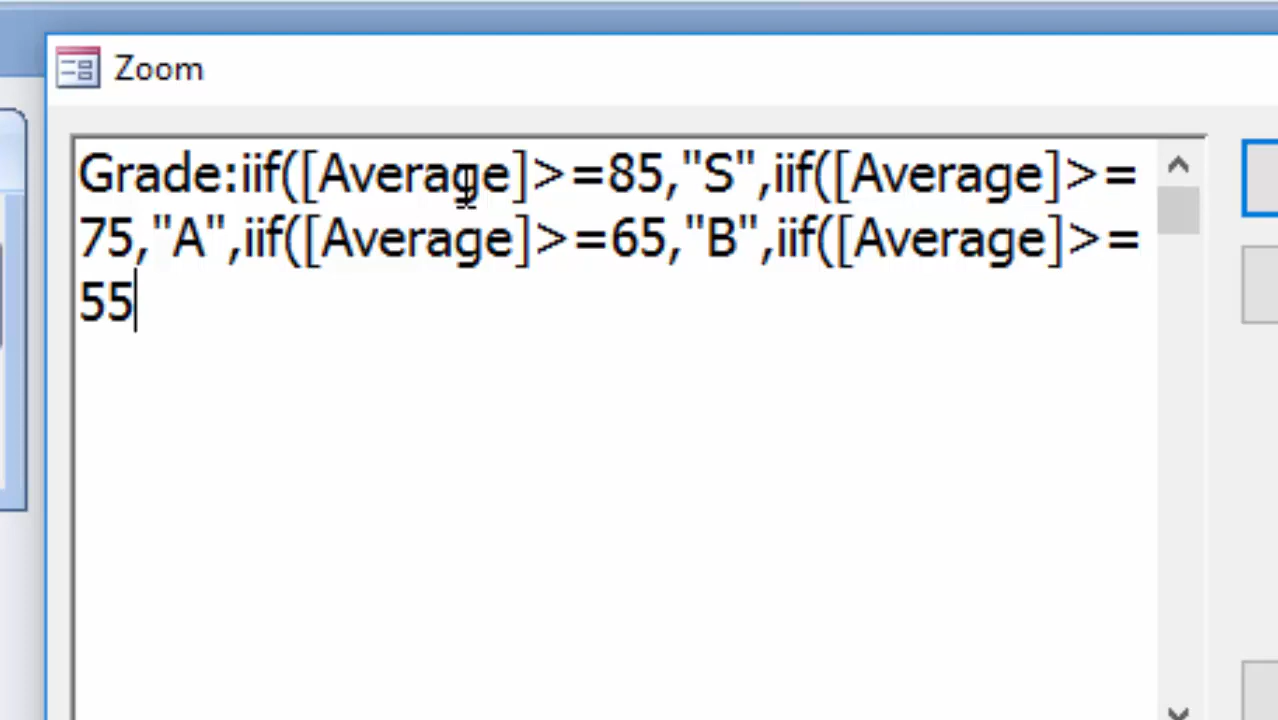 Zoom
Grade:iif([Average]>=85,"S",iif([Average]>=
75,"A",iif([Average]>=65,"B",iif([Average]>=
55